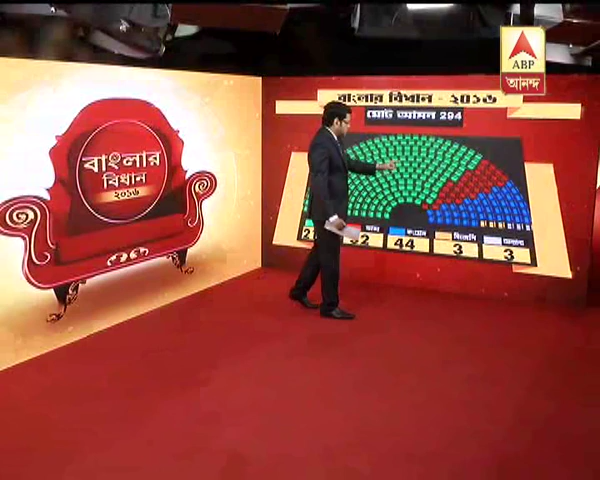 ABP
আনন্দ
বাংলার বিধান - ২০১৬
মোট আসন 294
বাংলার
বিধান
২০১৬
44
3
3